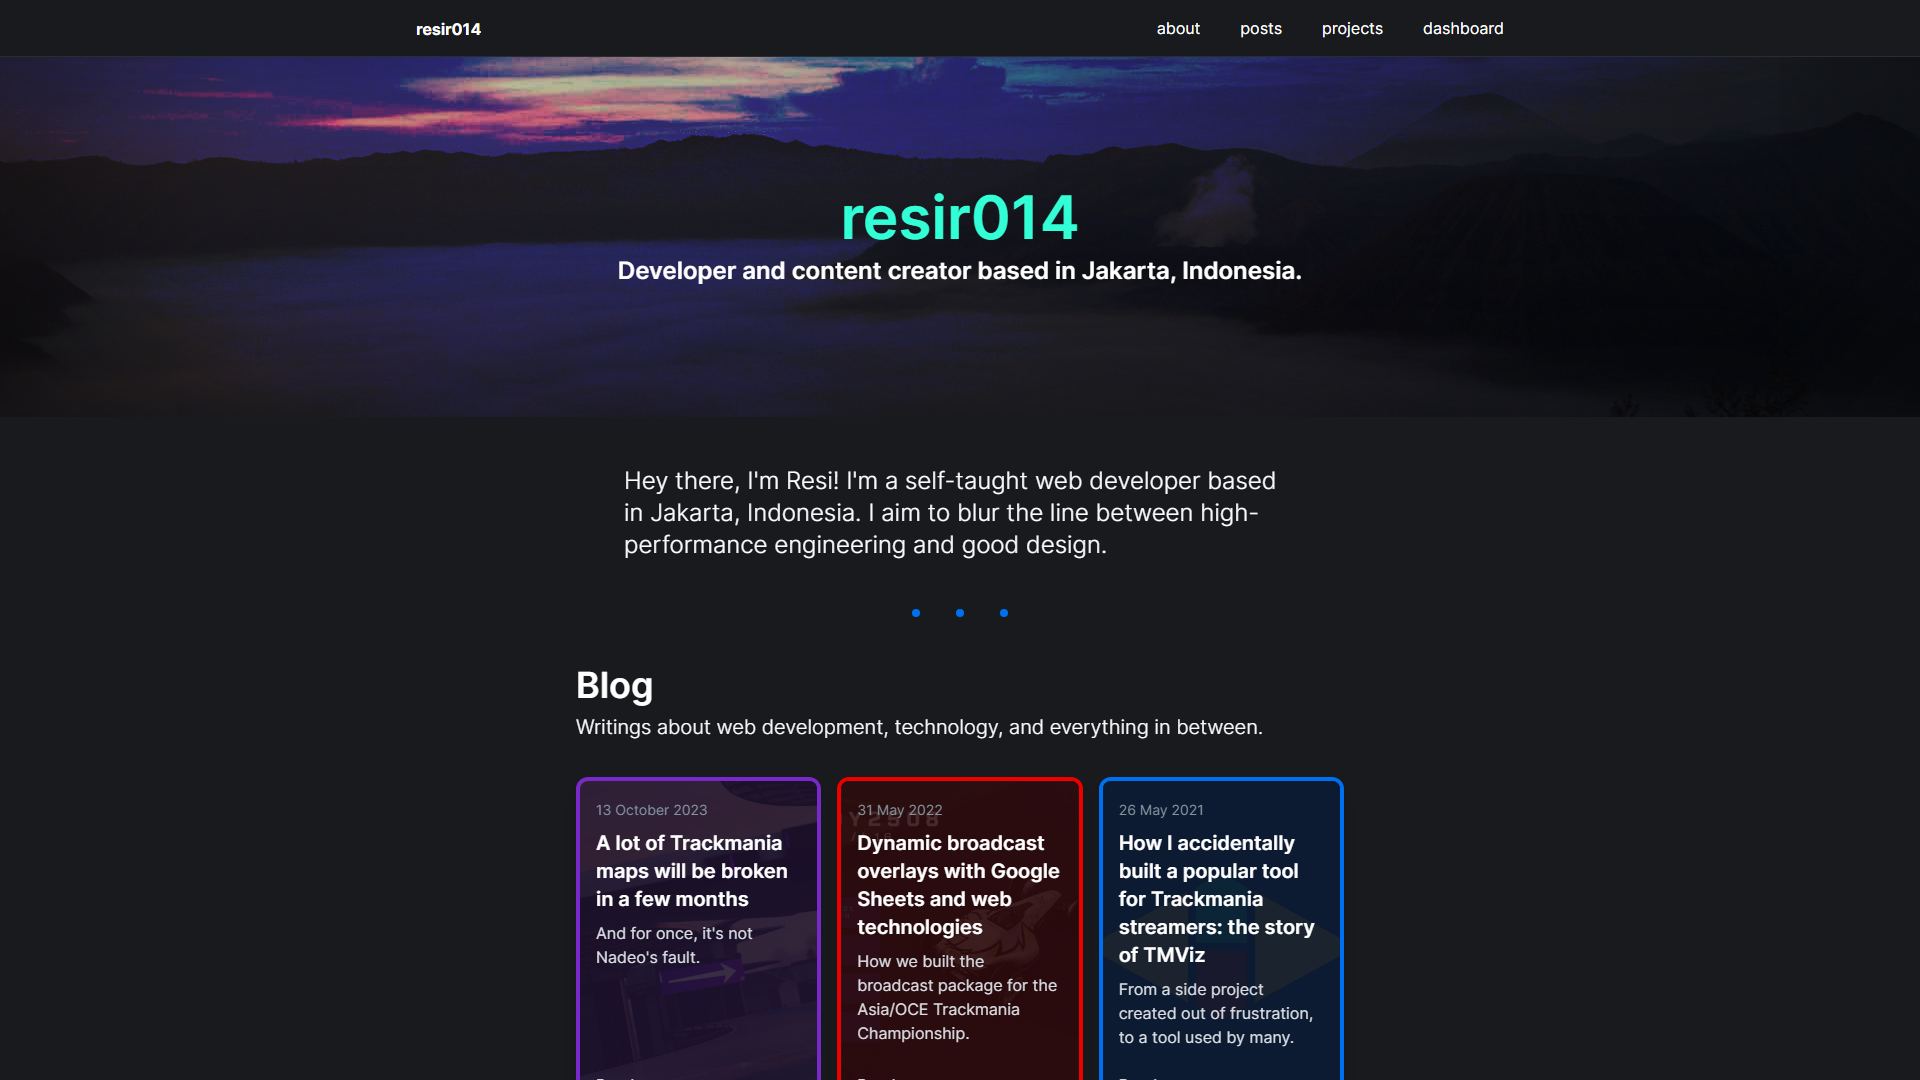 resir014
about posts projects dashboard
resir014
Developer and content creator based in Jakarta, Indonesia.
Hey there, I'm Resi! I'm a self-taught web developer based
in Jakarta, Indonesia. I aim to blur the line between high-
performance engineering and good design.
Blog
Writings about web development, technology, and everything in between.
13 October 2023
A lot of Trackmania
maps will be broken
in a few months
And for once, it's not
Nadeo's fault.
31 May 2022
Dynamic broadcast
overlays with Google
Sheets and web
technologies
How we built the
broadcast package for the
Asia/OCE Trackmania
Championship.
26 May 2021
How I accidentally
built a popular tool
for Trackmania
streamers: the story
of TMViz
From a side project
created out of frustration,
to a tool used by many.